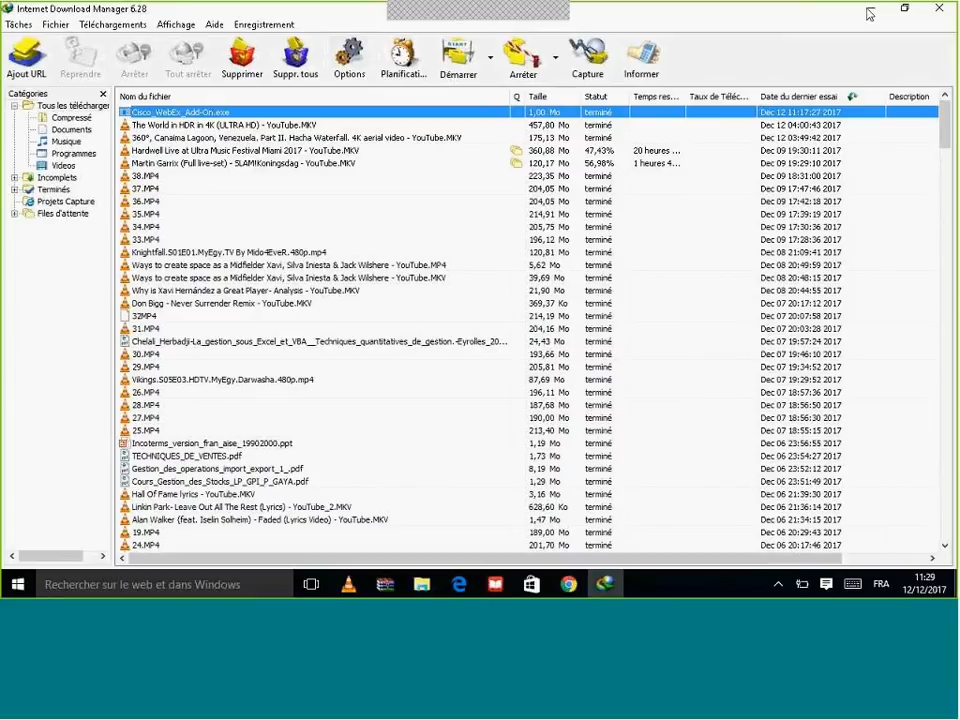 Internet Download Manager 6.28
Tâches Fichier Téléchargements Affichage Aide Enregistrement
Ajout URL Reprendre Arrêter Tout arrêter Supprimer Suppr. tous Options Planificati... Démarrer Arrêter Capture Informer
Catégories
Tous les télécharger
Compressé
Documents
Musique
Programmes
Videos
Incomplets
Terminés
Projets Capture
Files d'attente
Nom du fichier Q Taille Statut Temps res... Taux de Téléc... Date du dernier essai Description
Cisco_WebEx_Add-On.exe 1,00 Mo terminé Dec 12 11:17:27 2017
The World in HDR in 4K (ULTRA HD) - YouTube.MKV 457,80 Mo terminé Dec 12 04:00:43 2017
360°, Canaima Lagoon, Venezuela. Part II. Hacha Waterfall. 4K aerial video - YouTube.MKV 175,13 Mo terminé Dec 12 03:49:42 2017
Hardwell Live at Ultra Music Festival Miami 2017 - YouTube.MKV 360,88 Mo 47,43% 20 heures ... Dec 09 19:30:11 2017
Martin Garrix (Full live-set) - SLAM!Koningsdag - YouTube.MKV 120,17 Mo 56,98% 1 heures 4... Dec 09 19:29:10 2017
38.MP4 223,35 Mo terminé Dec 09 18:31:00 2017
37.MP4 204,05 Mo terminé Dec 09 17:47:46 2017
36.MP4 204,05 Mo terminé Dec 09 17:42:18 2017
35.MP4 214,91 Mo terminé Dec 09 17:39:19 2017
34.MP4 205,75 Mo terminé Dec 09 17:30:36 2017
33.MP4 196,12 Mo terminé Dec 09 17:28:36 2017
Knightfall.S01E01.MyEgy.TV By Mido4EveR.480p.mp4 120,81 Mo terminé Dec 08 21:09:41 2017
Ways to create space as a Midfielder Xavi, Silva Iniesta & Jack Wilshere - YouTube.MP4 5,62 Mo terminé Dec 08 20:49:59 2017
Ways to create space as a Midfielder Xavi, Silva Iniesta & Jack Wilshere - YouTube.MKV 39,69 Mo terminé Dec 08 20:48:15 2017
Why is Xavi Hernández a Great Player- Analysis - YouTube.MKV 21,90 Mo terminé Dec 08 20:44:55 2017
Don Bigg - Never Surrender Remix - YouTube.MKV 369,37 Ko terminé Dec 07 20:17:12 2017
32MP4 214,19 Mo terminé Dec 07 20:07:58 2017
31.MP4 204,16 Mo terminé Dec 07 20:03:28 2017
Chelali_Herbadji-La_gestion_sous_Excel_et_VBA__Techniques_quantitatives_de_gestion.-Eyrolles_20... 24,43 Mo terminé Dec 07 19:57:24 2017
30.MP4 193,66 Mo terminé Dec 07 19:46:10 2017
29.MP4 205,81 Mo terminé Dec 07 19:34:52 2017
Vikings.S05E03.HDTV.MyEgy.Darwasha.480p.mp4 87,69 Mo terminé Dec 07 19:29:52 2017
26.MP4 196,11 Mo terminé Dec 07 18:57:36 2017
28.MP4 187,68 Mo terminé Dec 07 18:56:50 2017
27.MP4 190,00 Mo terminé Dec 07 18:56:30 2017
25.MP4 213,40 Mo terminé Dec 07 18:55:15 2017
Incoterms_version_fran_aise_19902000.ppt 1,19 Mo terminé Dec 06 23:56:55 2017
TECHNIQUES_DE_VENTES.pdf 1,73 Mo terminé Dec 06 23:54:27 2017
Gestion_des_operations_import_export_1_.pdf 8,19 Mo terminé Dec 06 23:52:12 2017
Cours_Gestion_des_Stocks_LP_GPI_P_GAYA.pdf 1,29 Mo terminé Dec 06 23:51:49 2017
Hall Of Fame lyrics - YouTube.MKV 3,16 Mo terminé Dec 06 21:39:30 2017
Linkin Park- Leave Out All The Rest (Lyrics) - YouTube_2.MKV 628,60 Ko terminé Dec 06 21:36:14 2017
Alan Walker (feat. Iselin Solheim) - Faded (Lyrics Video) - YouTube.MKV 1,47 Mo terminé Dec 06 21:34:15 2017
19.MP4 189,00 Mo terminé Dec 06 20:29:43 2017
24.MP4 201,70 Mo terminé Dec 06 20:17:46 2017
Rechercher sur le web et dans Windows FRA 11:29
12/12/2017